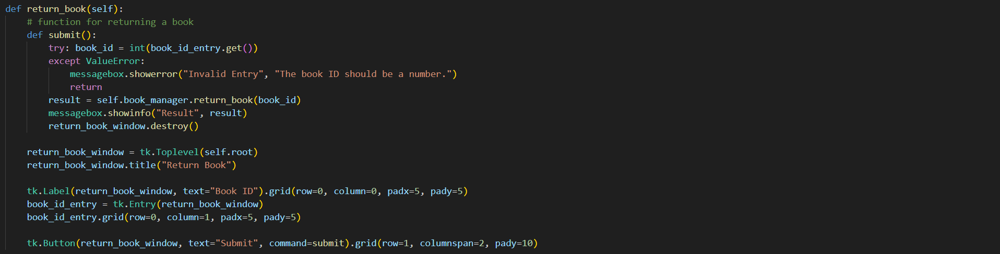 def return_book(self):
    # function for returning a book
    def submit():
        try: book_id = int(book_id_entry.get())
        except ValueError:
            messagebox.showerror("Invalid Entry", "The book ID should be a number.")
            return
        result = self.book_manager.return_book(book_id)
        messagebox.showinfo("Result", result)
        return_book_window.destroy()

    return_book_window = tk.Toplevel(self.root)
    return_book_window.title("Return Book")

    tk.Label(return_book_window, text="Book ID").grid(row=0, column=0, padx=5, pady=5)
    book_id_entry = tk.Entry(return_book_window)
    book_id_entry.grid(row=0, column=1, padx=5, pady=5)

    tk.Button(return_book_window, text="Submit", command=submit).grid(row=1, columnspan=2, pady=10)